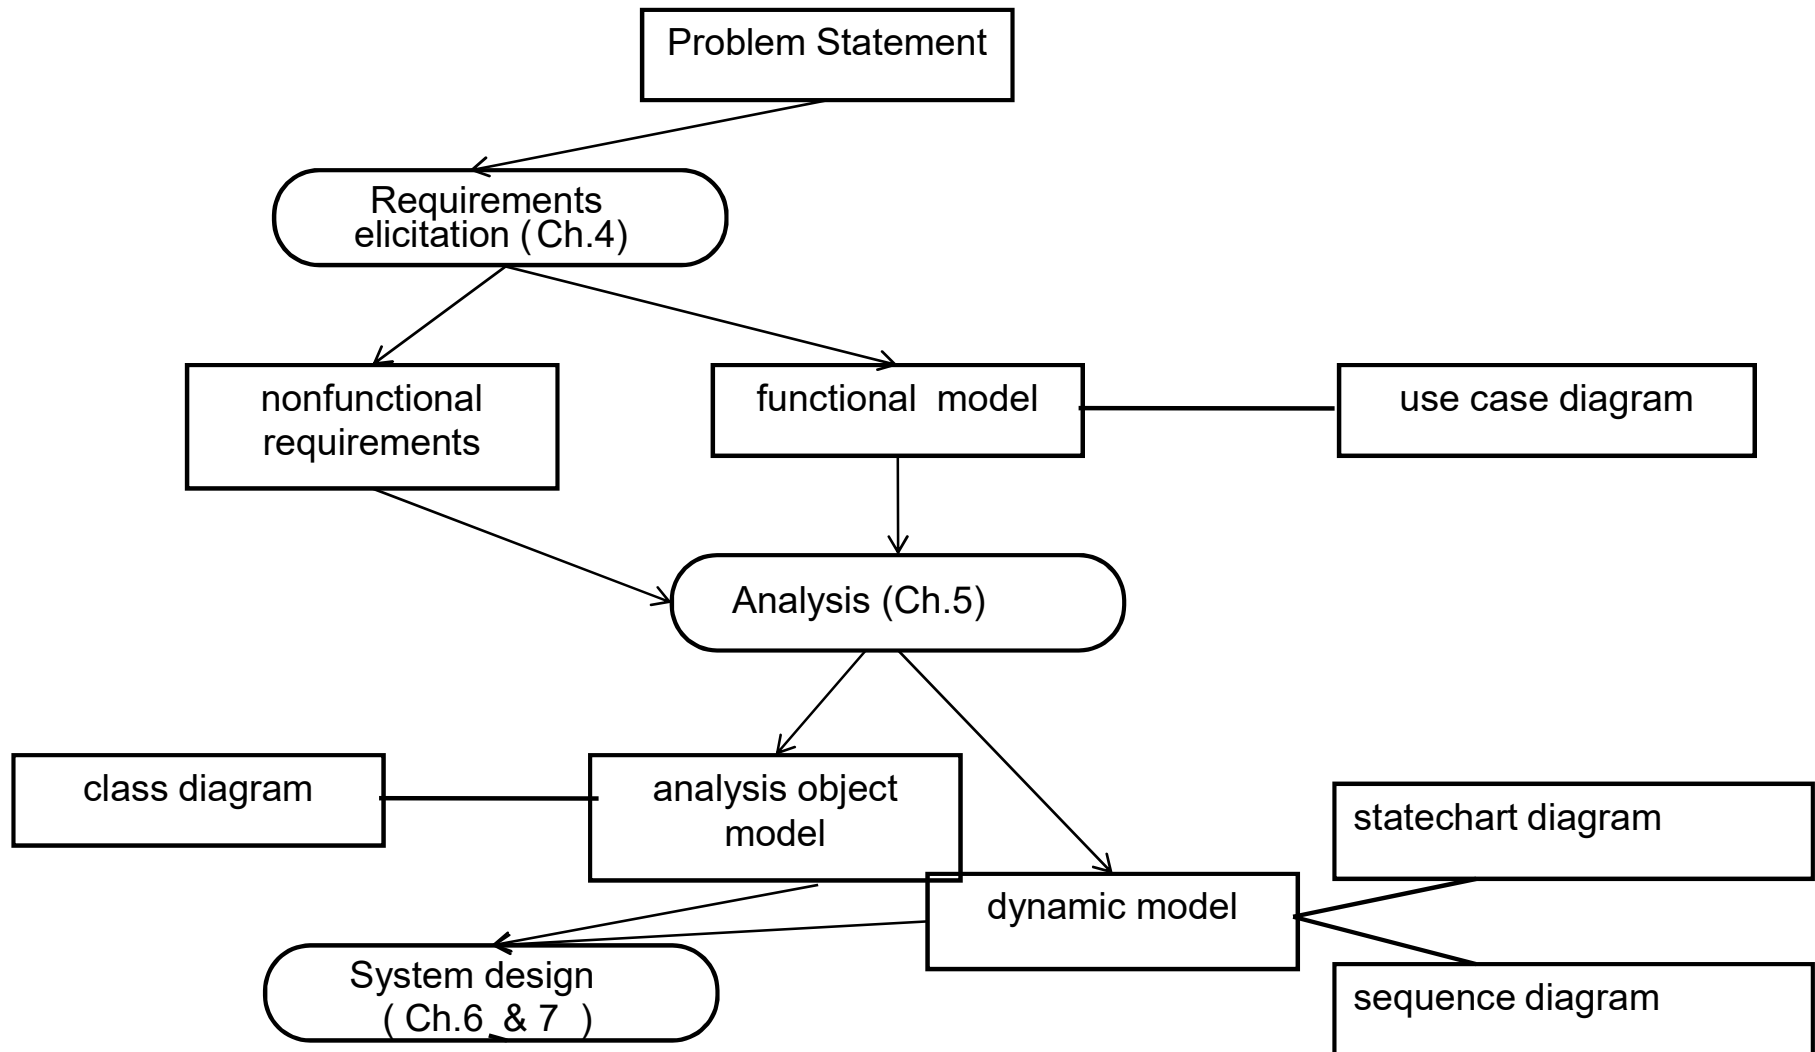 Problem Statement
Requirements
elicitation (Ch.4)
nonfunctional
requirements
functional model
use case diagram
Analysis (Ch.5)
class diagram
analysis object
model
statechart diagram
dynamic model
System design
( Ch.6 & 7 )
sequence diagram